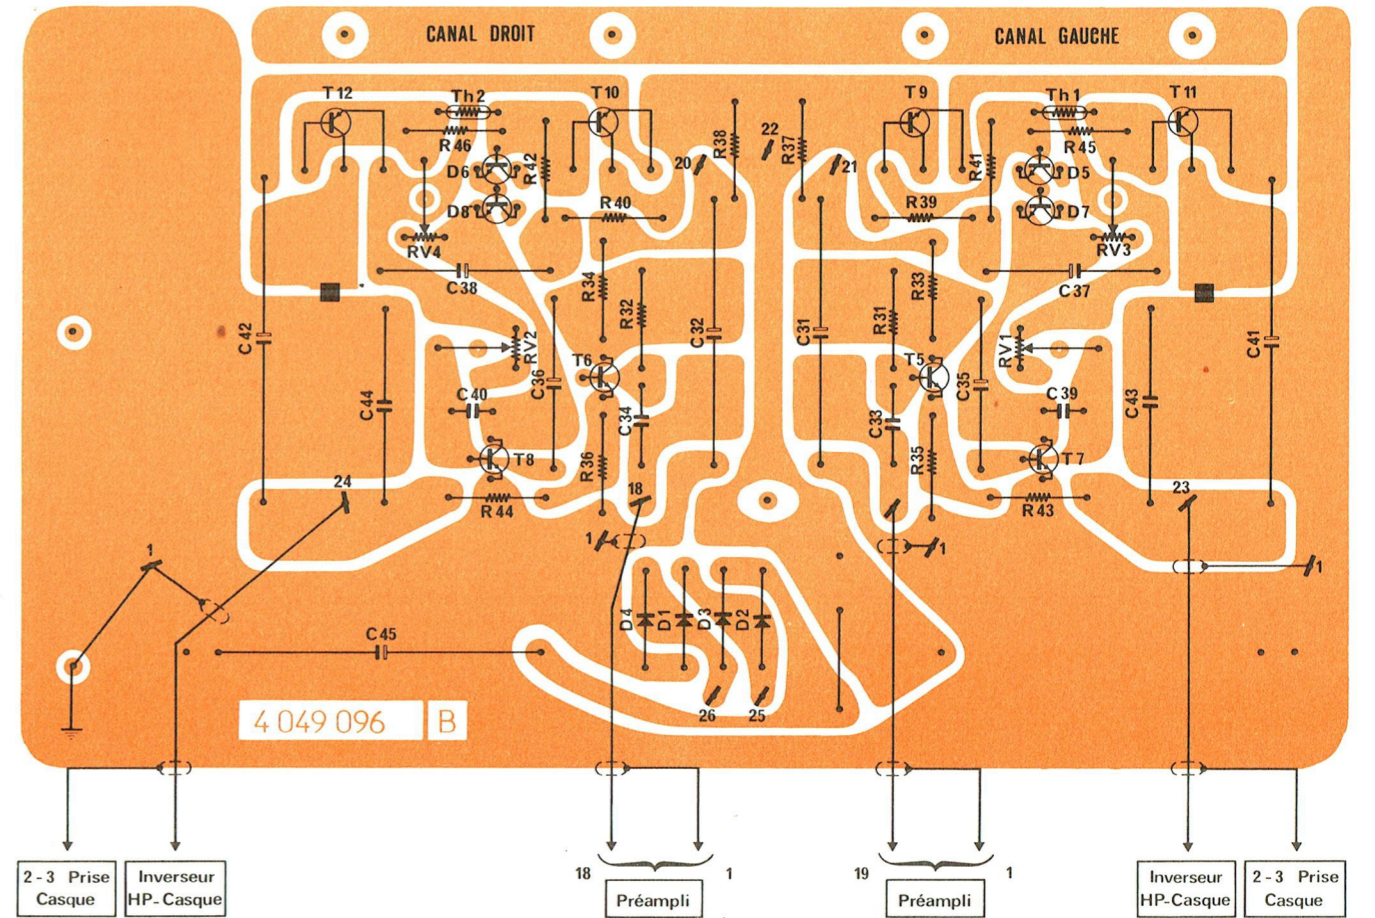 CANAL DROIT
CANAL GAUCHE
T12
Th2
T10
T9
Th1
T11
R46
R42
R38
22
R37
R41
R45
D6
20
21
D5
D8
R40
R39
D7
RV4
RV3
C38
R34
R32
C32
C31
R31
R33
C37
C42
RV2
T6
T5
RV1
C41
C44
C40
C36
C34
C33
C35
C39
C43
T8
R36
R35
T7
24
18
23
R44
R43
1
1
1
1
D4
D1
D3
D2
C45
26
25
4 049 096
B
2-3 Prise
Casque
Inverseur
HP-Casque
18
1
Préampli
19
1
Préampli
Inverseur
HP-Casque
2-3 Prise
Casque